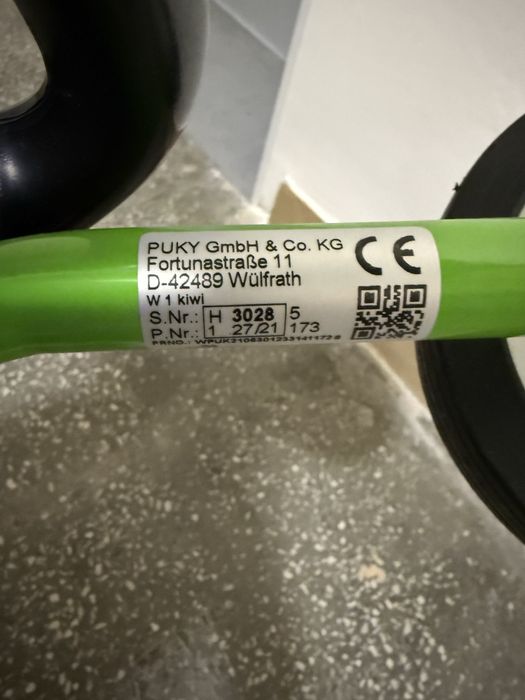 PUKY GmbH & Co. KG
Fortunastraße 11
D-42489 Wülfrath
W 1 kiwi
S.Nr.: H 3028 5
P.Nr.: 1 27/21 173
PRNO.:
CE